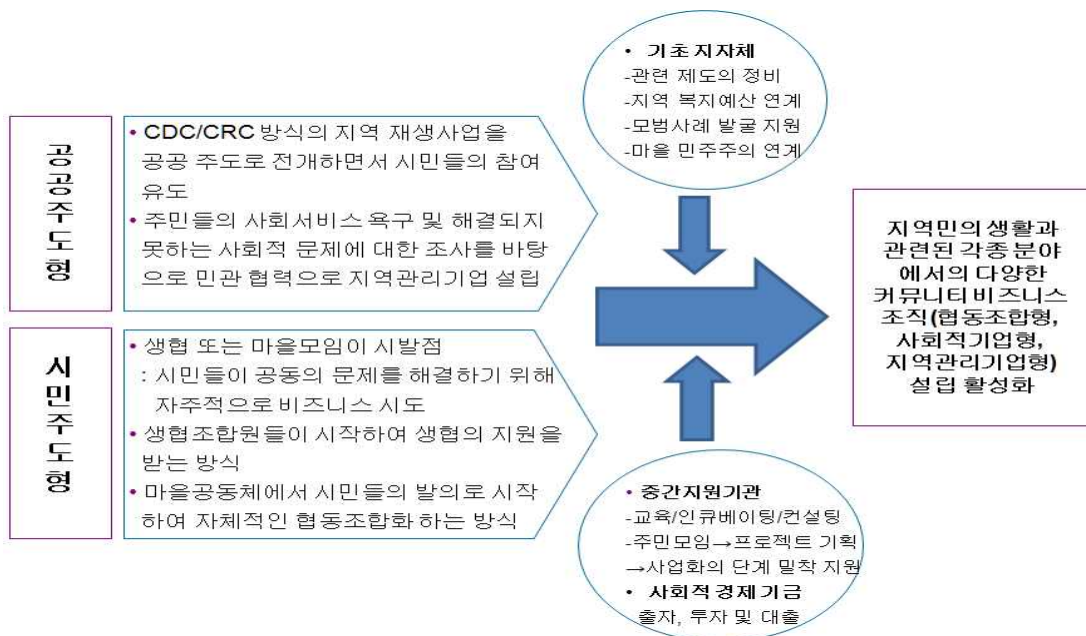 공공주도형
• CDC/CRC 방식의 지역 재생사업을
공공 주도로 전개하면서 시민들의 참여
유도
• 주민들의 사회서비스 욕구 및 해결되지
못하는 사회적 문제에 대한 조사를 바탕
으로 민관 협력으로 지역관리기업 설립
시민주도형
• 생협 또는 마을모임이 시발점
: 시민들이 공동의 문제를 해결하기 위해
자주적으로 비즈니스 시도
• 생협조합원들이 시작하여 생협의 지원을
받는 방식
• 마을공동체에서 시민들의 발의로 시작
하여 자체적인 협동조합화 하는 방식
• 기초 지자체
-관련 제도의 정비
-지역 복지예산 연계
-모범사례 발굴 지원
-마을 민주주의 연계
• 중간지원기관
-교육/인큐베이팅/컨설팅
-주민모임→프로젝트 기획
→사업화의 단계 밀착 지원
• 사회적 경제 기금
출자, 투자 및 대출
지역민의 생활과
관련된 각종 분야
에서의 다양한
커뮤니티 비즈니스
조직(협동조합형,
사회적기업형,
지역관리기업형)
설립 활성화